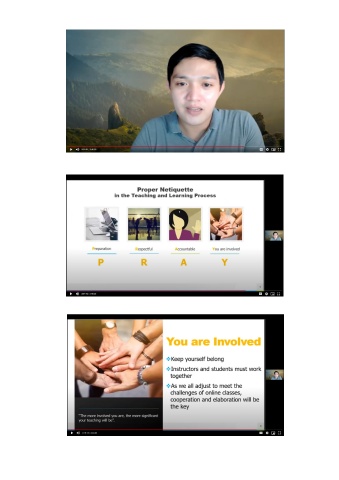 Proper Netiquette
in the Teaching and Learning Process
Preparation
Respectful
Accountable
You are involved
P R A Y
You are Involved
Keep yourself belong
Instructors and students must work
together
As we all adjust to meet the
challenges of online classes,
cooperation and elaboration will be
the key
"The more involved you are, the more significant
your teaching will be".